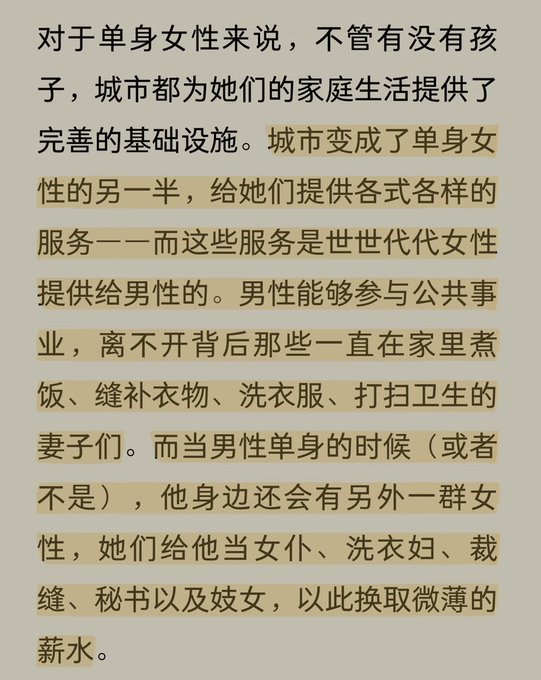 对于单身女性来说，不管有没有孩
子，城市都为她们的家庭生活提供了
完善的基础设施。城市变成了单身女
性的另一半，给她们提供各式各样的
服务——而这些服务是世世代代女性
提供给男性的。男性能够参与公共事
业，离不开背后那些一直在家里煮
饭、缝补衣物、洗衣服、打扫卫生的
妻子们。而当男性单身的时候（或者
不是），他身边还会有另外一群女
性，她们给他当女仆、洗衣妇、裁
缝、秘书以及妓女，以此换取微薄的
薪水。